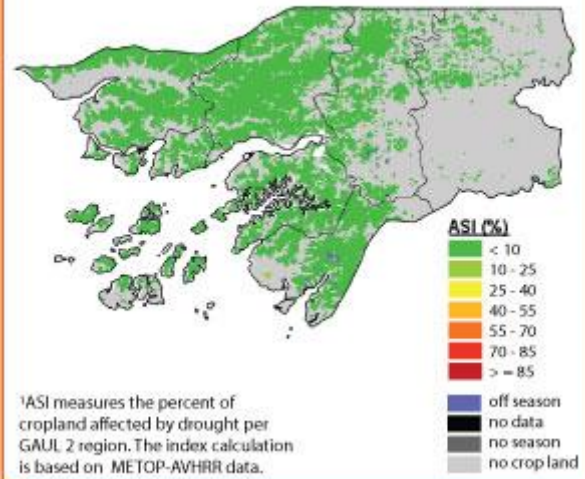 ASI (%)
< 10
10 - 25
25 - 40
40 - 55
55 - 70
70 - 85
> = 85
off season
no data
no season
no crop land
¹ASI measures the percent of
cropland affected by drought per
GAUL 2 region. The index calculation
is based on METOP-AVHRR data.